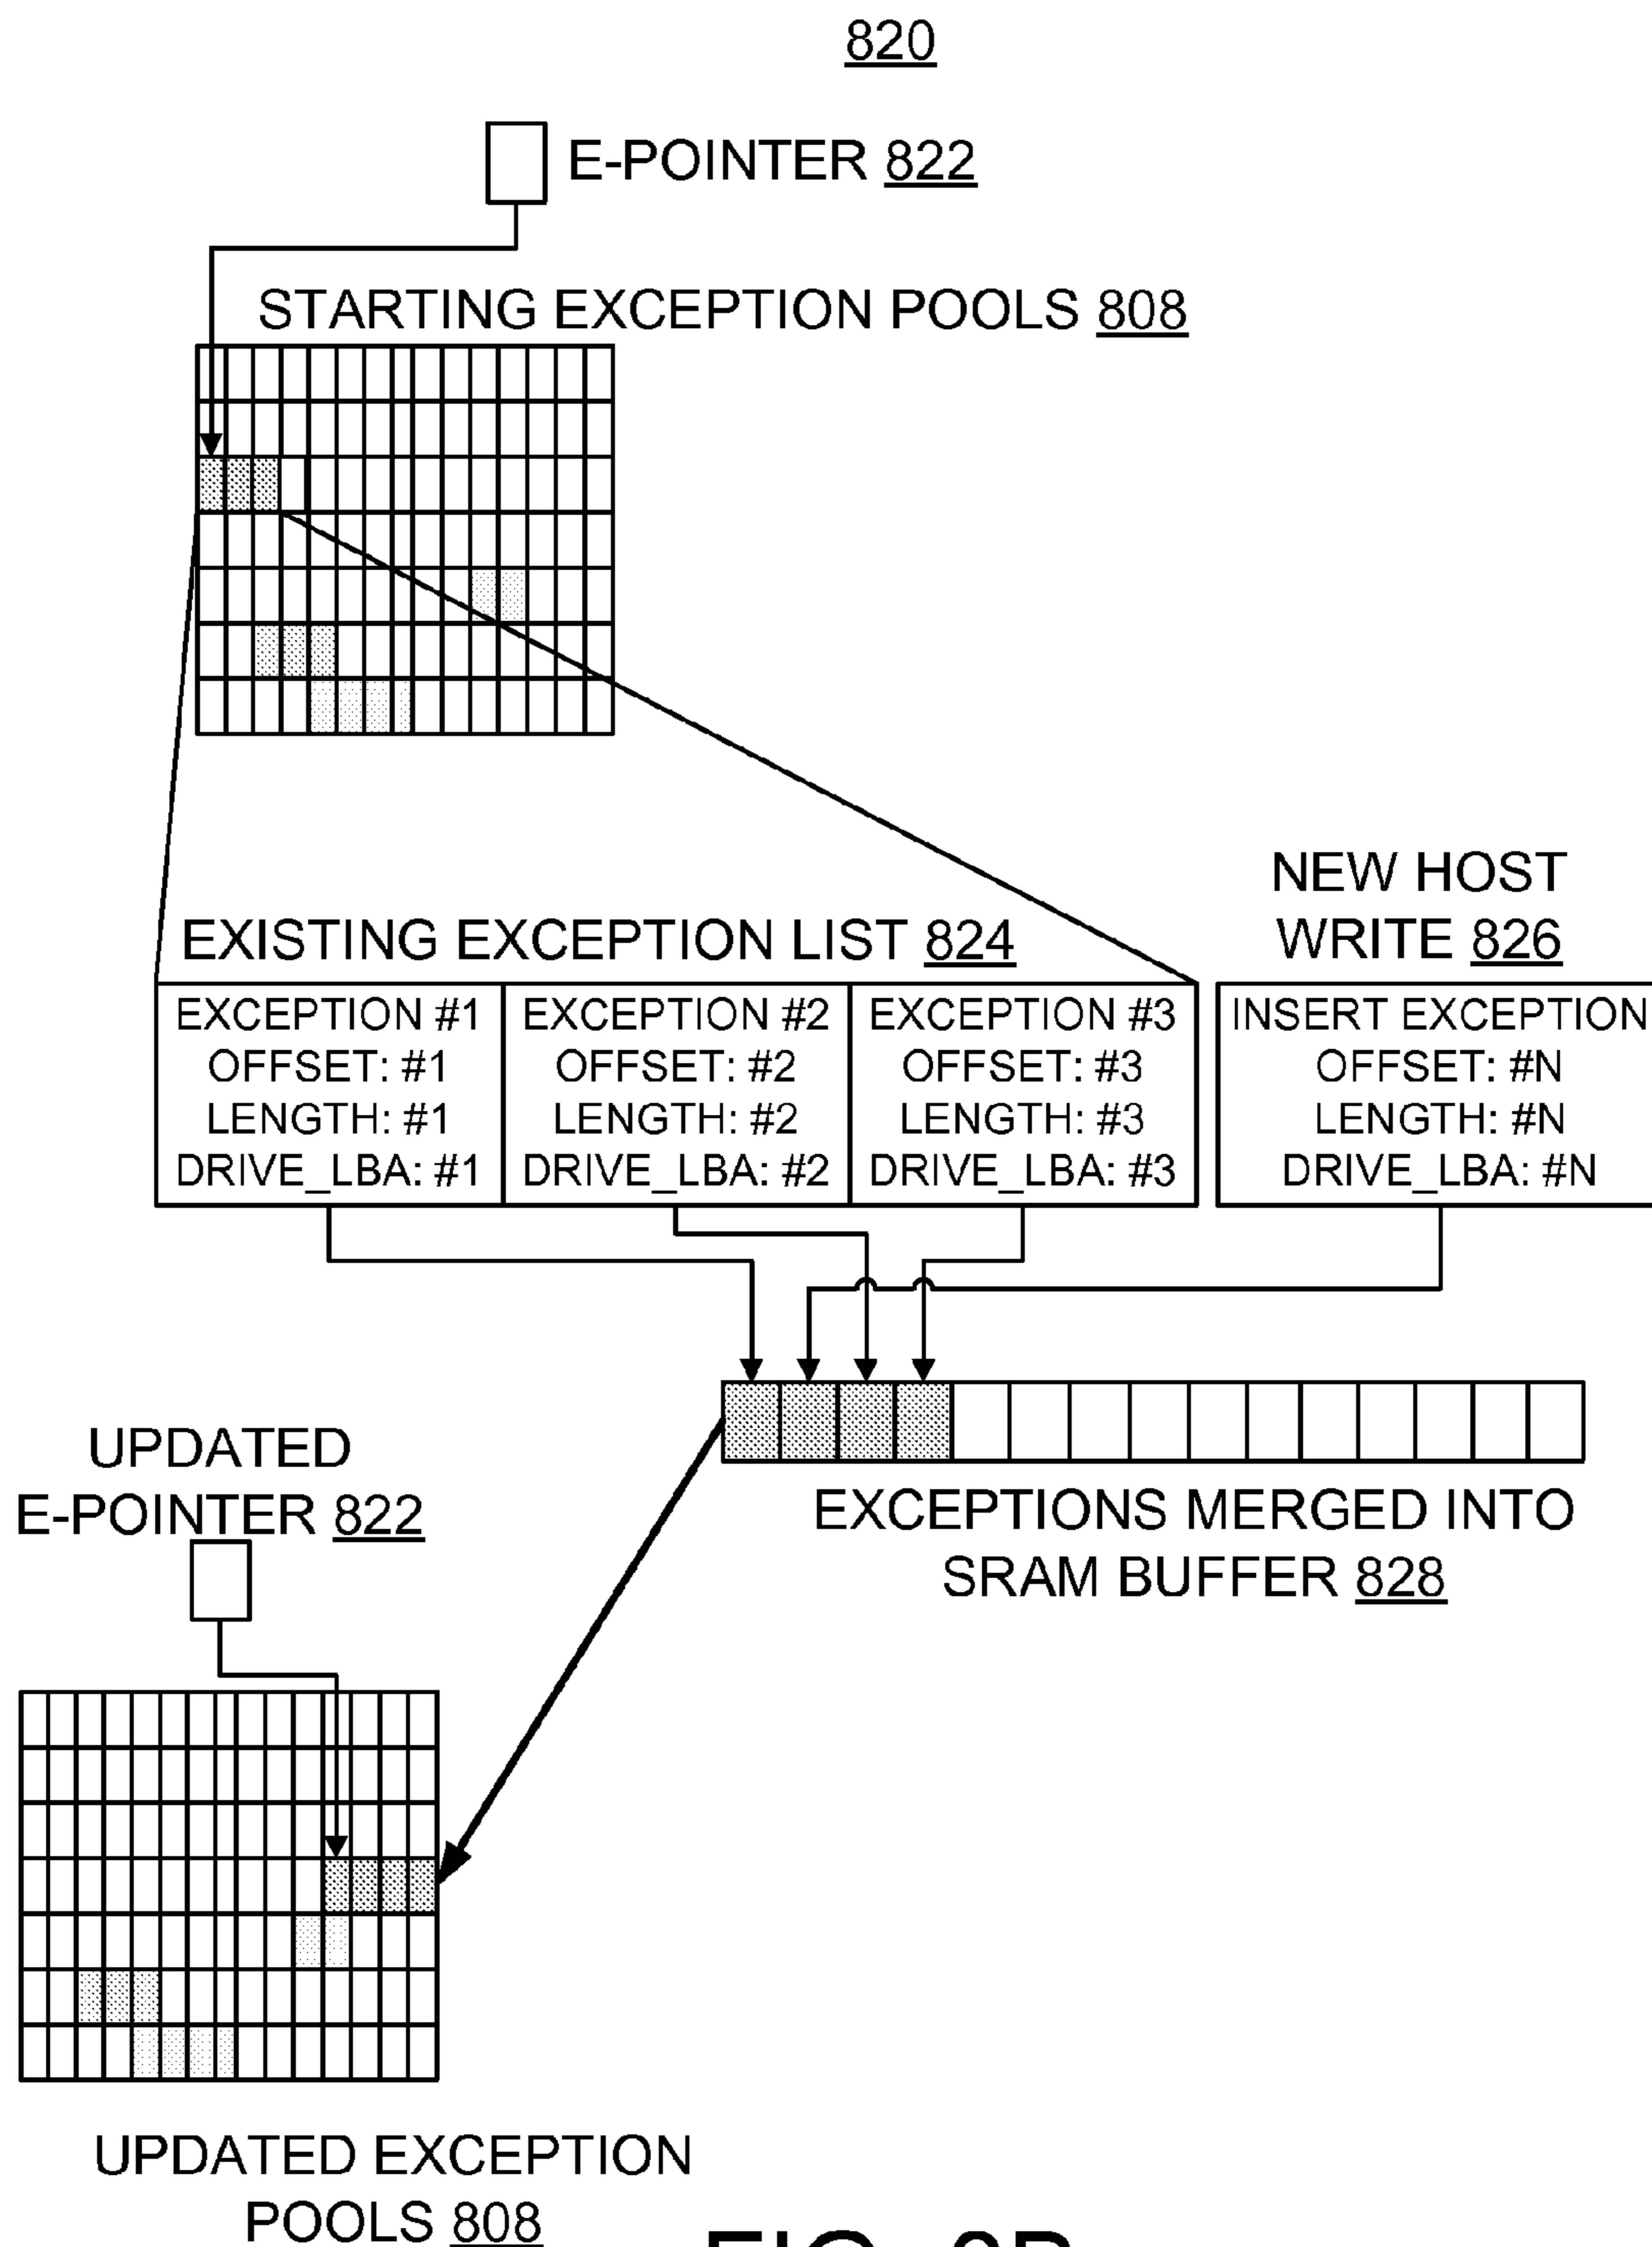 820
E-POINTER 822
STARTING EXCEPTION POOLS 808
NEW HOST
WRITE 826
EXISTING EXCEPTION LIST 824
EXCEPTION #1
OFFSET: #1
LENGTH: #1
DRIVE_LBA: #1
EXCEPTION #2
OFFSET: #2
LENGTH: #2
DRIVE_LBA: #2
EXCEPTION #3
OFFSET: #3
LENGTH: #3
DRIVE_LBA: #3
INSERT EXCEPTION
OFFSET: #N
LENGTH: #N
DRIVE_LBA: #N
UPDATED
E-POINTER 822
EXCEPTIONS MERGED INTO
SRAM BUFFER 828
UPDATED EXCEPTION
POOLS 808
FIG.